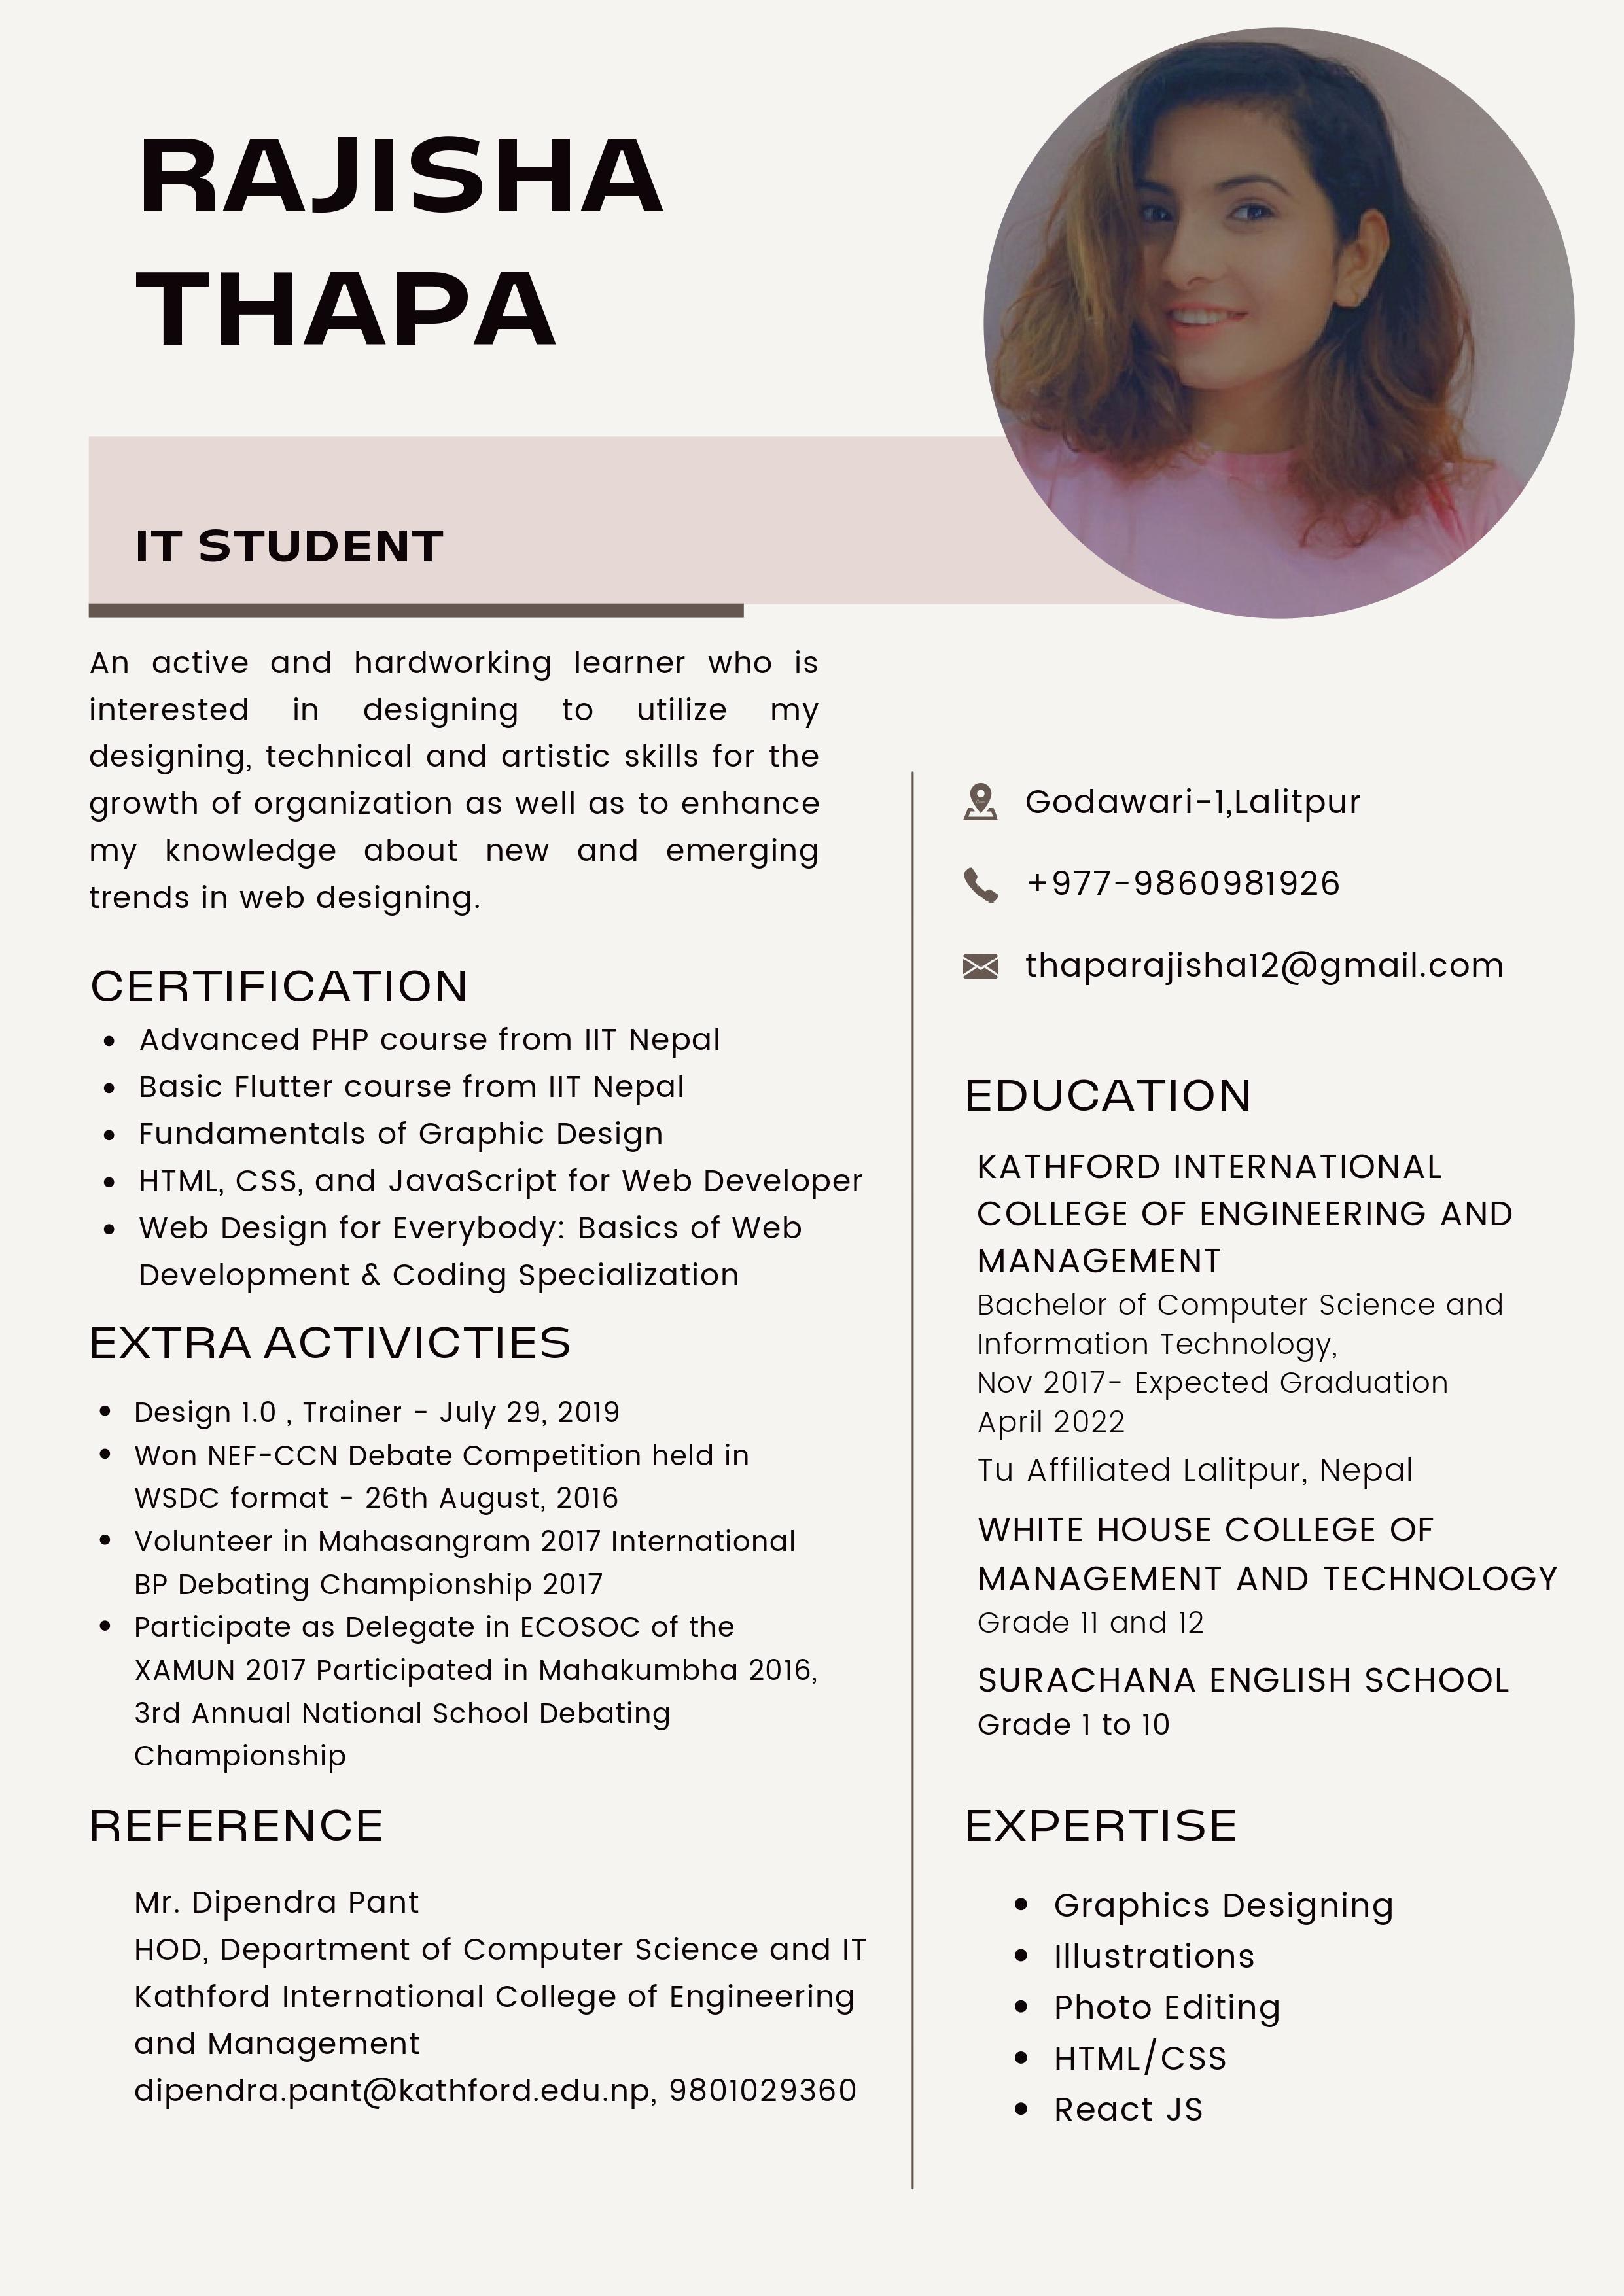 RAJISHA
THAPA
IT STUDENT
An active and hardworking learner who is
interested in designing to utilize my
designing, technical and artistic skills for the
growth of organization as well as to enhance
my knowledge about new and emerging
trends in web designing.
CERTIFICATION
• Advanced PHP course from IIT Nepal
• Basic Flutter course from IIT Nepal
• Fundamentals of Graphic Design
• HTML, CSS, and JavaScript for Web Developer
• Web Design for Everybody: Basics of Web
Development & Coding Specialization
EXTRA ACTIVICTIES
• Design 1.0 , Trainer - July 29, 2019
• Won NEF-CCN Debate Competition held in
WSDC format - 26th August, 2016
• Volunteer in Mahasangram 2017 International
BP Debating Championship 2017
• Participate as Delegate in ECOSOC of the
XAMUN 2017 Participated in Mahakumbha 2016,
3rd Annual National School Debating
Championship
REFERENCE
Mr. Dipendra Pant
HOD, Department of Computer Science and IT
Kathford International College of Engineering
and Management
dipendra.pant@kathford.edu.np, 9801029360
Godawari-1,Lalitpur
+977-9860981926
thaparajisha12@gmail.com
EDUCATION
KATHFORD INTERNATIONAL
COLLEGE OF ENGINEERING AND
MANAGEMENT
Bachelor of Computer Science and
Information Technology,
Nov 2017- Expected Graduation
April 2022
Tu Affiliated Lalitpur, Nepal
WHITE HOUSE COLLEGE OF
MANAGEMENT AND TECHNOLOGY
Grade 11 and 12
SURACHANA ENGLISH SCHOOL
Grade 1 to 10
EXPERTISE
• Graphics Designing
• Illustrations
• Photo Editing
• HTML/CSS
• React JS